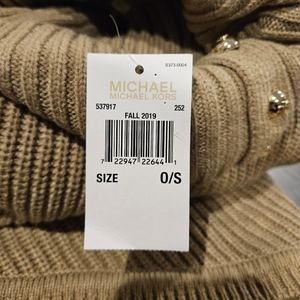 MICHAEL
MICHAEL KORS
537917 252
FALL 2019
7 22947 22644 1
SIZE O/S